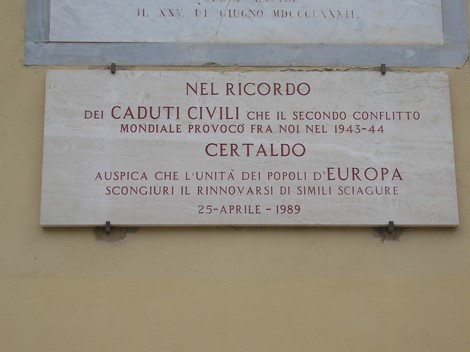 IL XXV. DI GIUGNO MDCCCLXXXII.
NEL RICORDO
DEI CADUTI CIVILI CHE IL SECONDO CONFLITTO
MONDIALE PROVOCÒ FRA NOI NEL 1943-44
CERTALDO
AUSPICA CHE L'UNITÀ DEI POPOLI D'EUROPA
SCONGIURI IL RINNOVARSI DI SIMILI SCIAGURE
25-APRILE-1989